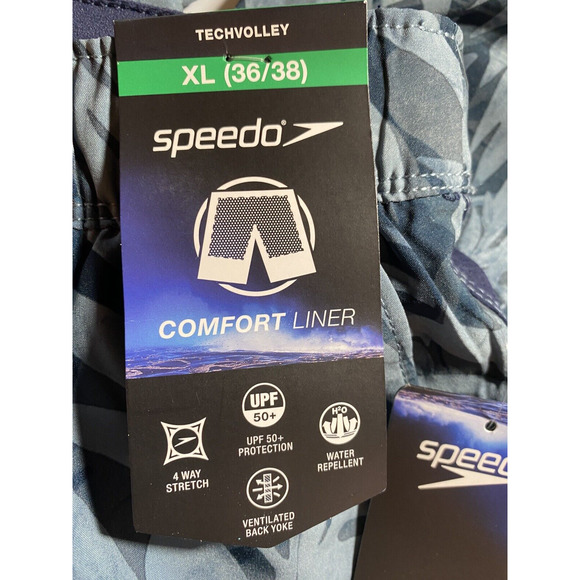 TECHVOLLEY
XL (36/38)
speedo
COMFORT LINER
UPF
50+
UPF 50+
PROTECTION
H2O
WATER
REPELLENT
4 WAY
STRETCH
VENTILATED
BACK YOKE
speedo